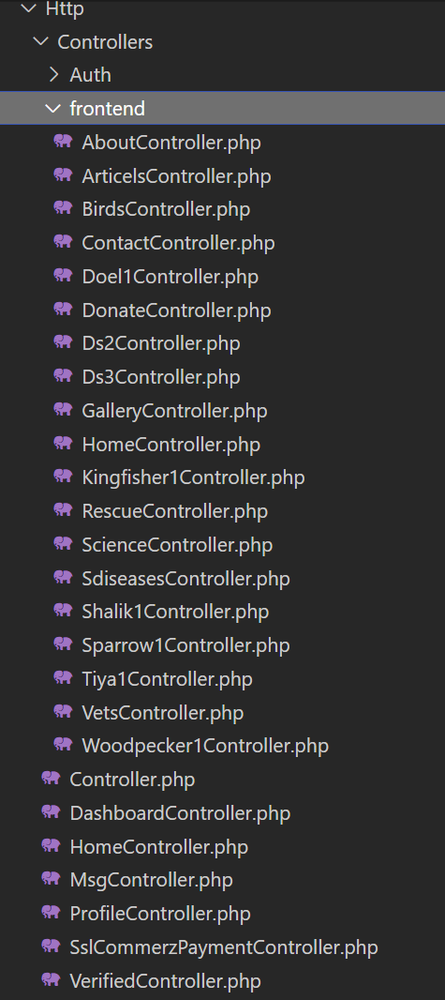 Http
Controllers
Auth
frontend
AboutController.php
ArticelsController.php
BirdsController.php
ContactController.php
Doel1Controller.php
DonateController.php
Ds2Controller.php
Ds3Controller.php
GalleryController.php
HomeController.php
Kingfisher1Controller.php
RescueController.php
ScienceController.php
SdiseasesController.php
Shalik1Controller.php
Sparrow1Controller.php
Tiya1Controller.php
VetsController.php
Woodpecker1Controller.php
Controller.php
DashboardController.php
HomeController.php
MsgController.php
ProfileController.php
SslCommerzPaymentController.php
VerifiedController.php